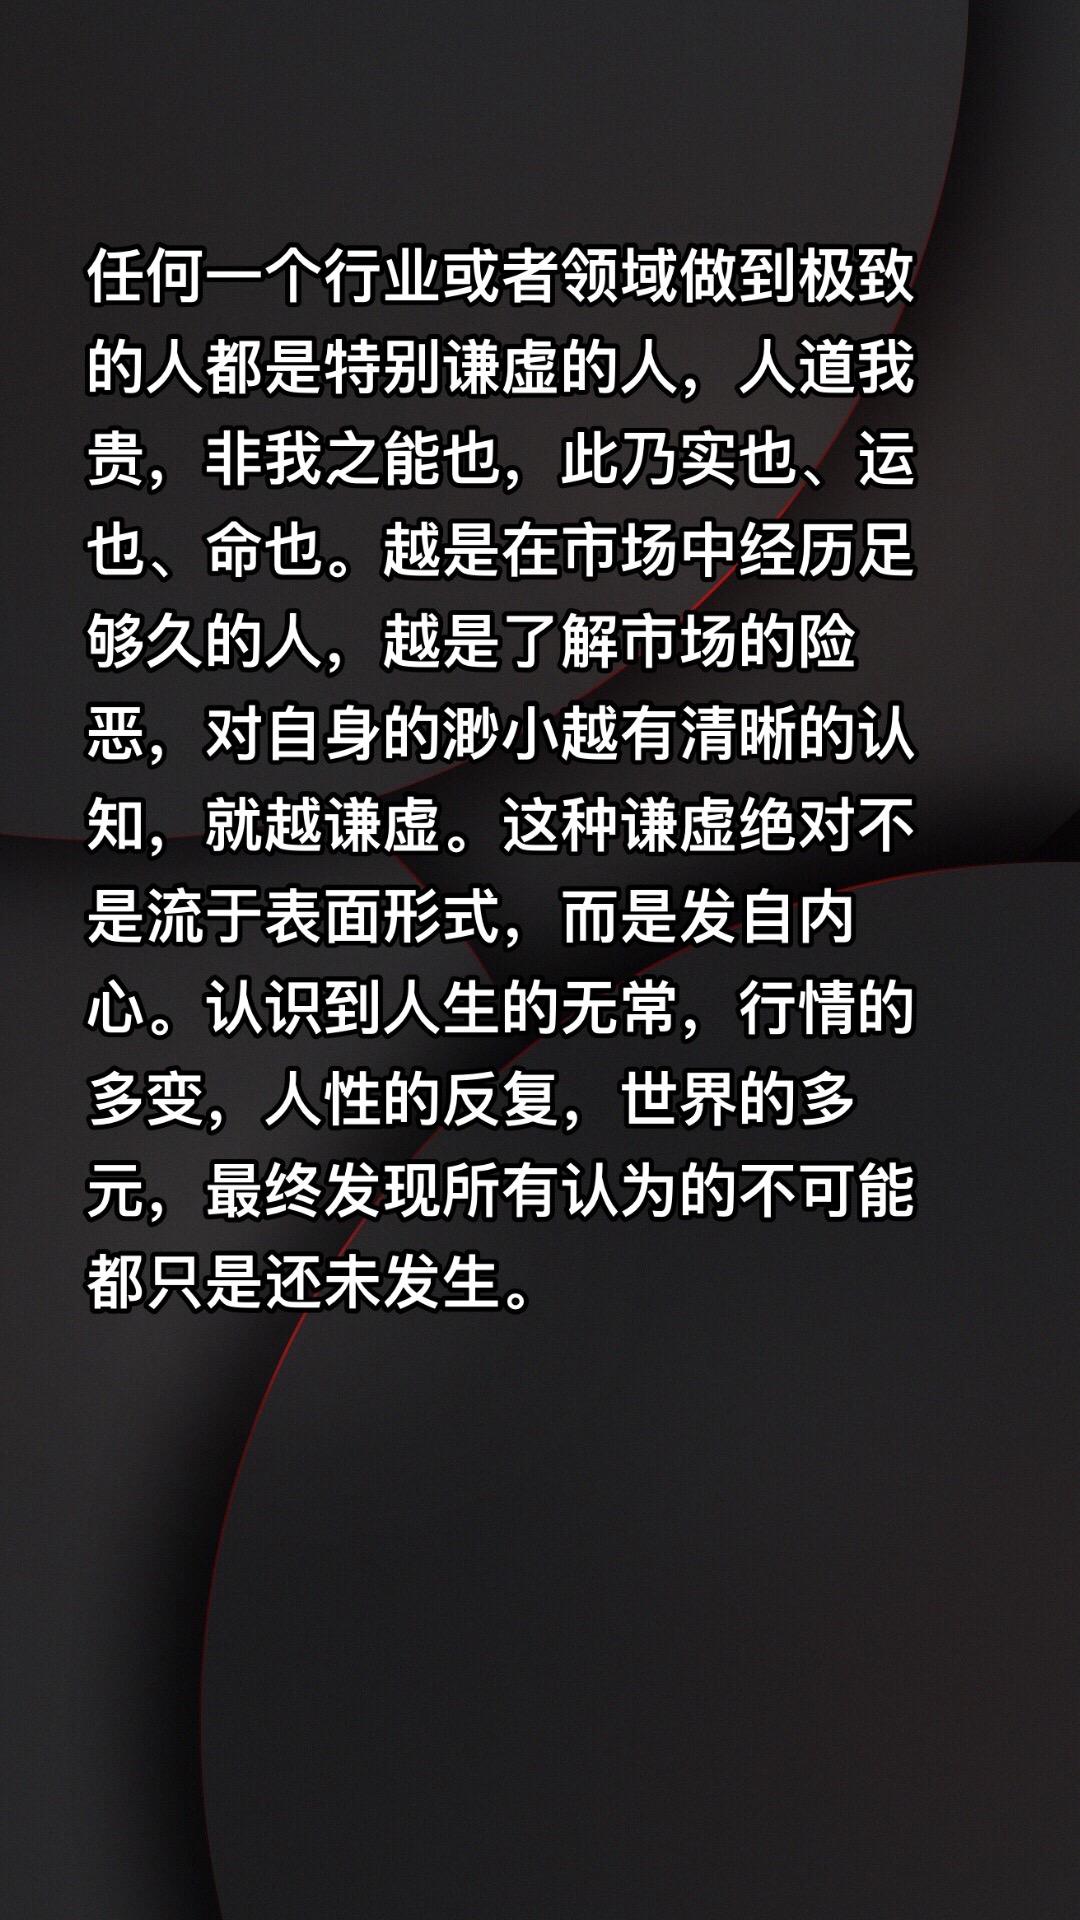 任何一个行业或者领域做到极致
的人都是特别谦虚的人，人道我
贵，非我之能也，此乃实也、运
也、命也。越是在市场中经历足
够久的人，越是了解市场的险
恶，对自身的渺小越有清晰的认
知，就越谦虚。这种谦虚绝对不
是流于表面形式，而是发自内
心。认识到人生的无常，行情的
多变，人性的反复，世界的多
元，最终发现所有认为的不可能
都只是还未发生。